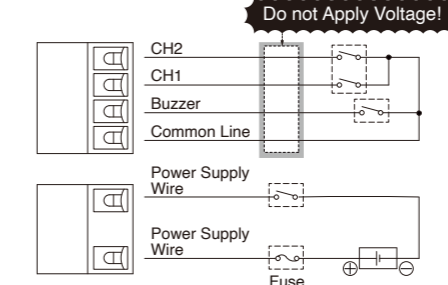 Do not Apply Voltage!
CH2
CH1
Buzzer
Common Line
Power Supply
Wire
Power Supply
Wire
Fuse